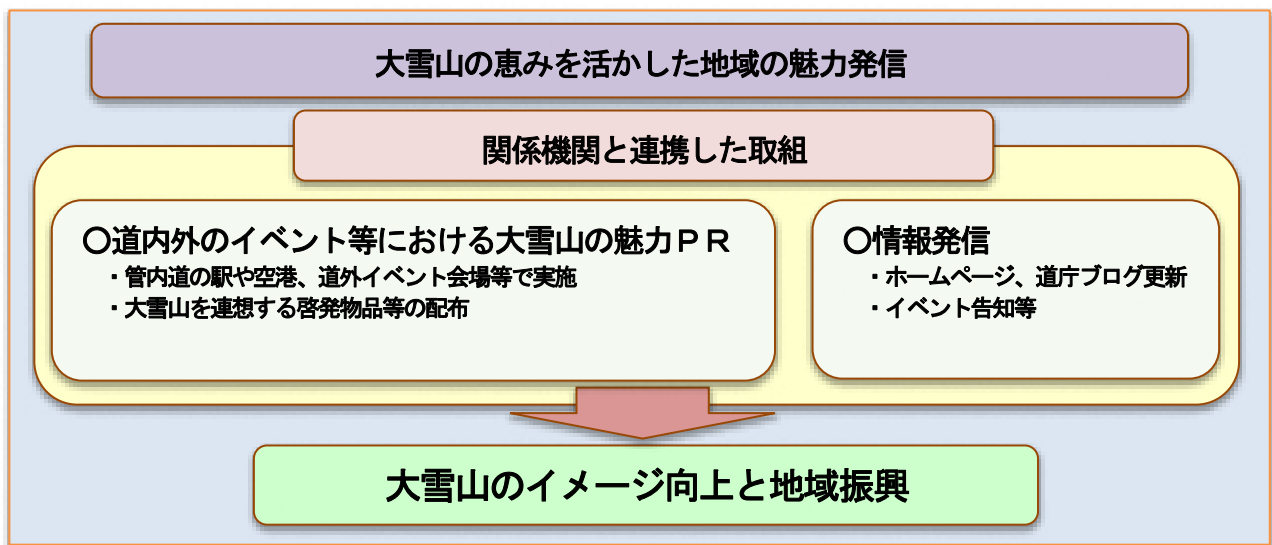 大雪山の恵みを活かした地域の魅力発信
関係機関と連携した取組
〇道内外のイベント等における大雪山の魅力ＰＲ
・管内道の駅や空港、道外イベント会場等で実施
・大雪山を連想する啓発物品等の配布
〇情報発信
・ホームページ、道庁ブログ更新
・イベント告知等
大雪山のイメージ向上と地域振興